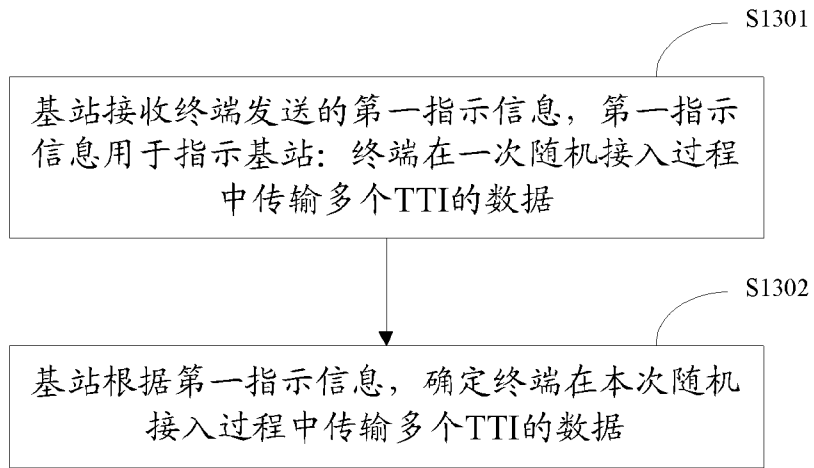 S1301
基站接收终端发送的第一指示信息，第一指示
信息用于指示基站：终端在一次随机接入过程
中传输多个TTI的数据
S1302
基站根据第一指示信息，确定终端在本次随机
接入过程中传输多个TTI的数据